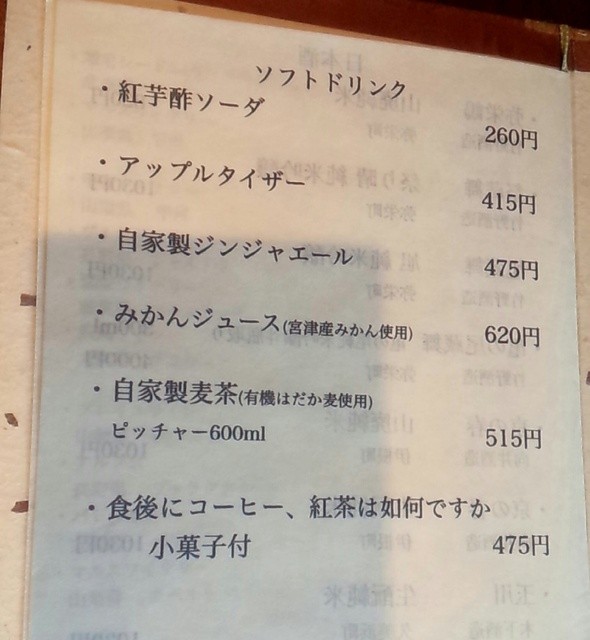 ソフトドリンク
・紅芋酢ソーダ
260円
・アップルタイザー
415円
・自家製ジンジャエール
475円
・みかんジュース(宮津産みかん使用)
620円
・自家製麦茶(有機はだか麦使用)
ピッチャー600ml
515円
・食後にコーヒー、紅茶は如何ですか
小菓子付
475円